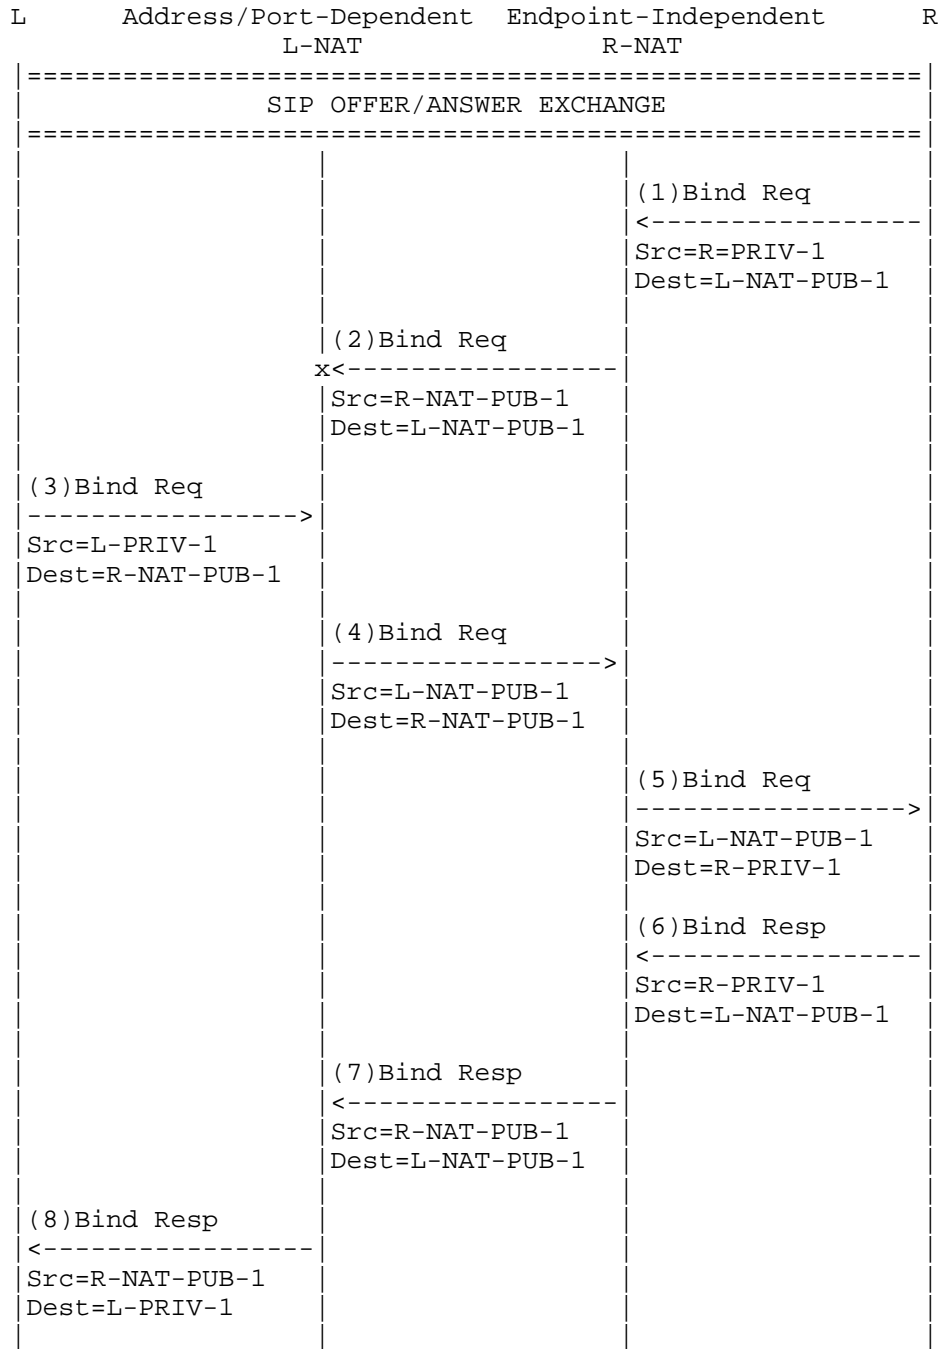 L Address/Port-Dependent Endpoint-Independent R
L-NAT R-NAT
|========================================================|
SIP OFFER/ANSWER EXCHANGE
|========================================================|
(1)Bind Req
<-----------------
Src=R=PRIV-1
Dest=L-NAT-PUB-1
(2)Bind Req
x<-----------------
Src=R-NAT-PUB-1
Dest=L-NAT-PUB-1
(3)Bind Req
----------------->
Src=L-PRIV-1
Dest=R-NAT-PUB-1
(4)Bind Req
----------------->
Src=L-NAT-PUB-1
Dest=R-NAT-PUB-1
(5)Bind Req
----------------->
Src=L-NAT-PUB-1
Dest=R-PRIV-1
(6)Bind Resp
<-----------------
Src=R-PRIV-1
Dest=L-NAT-PUB-1
(7)Bind Resp
<-----------------
Src=R-NAT-PUB-1
Dest=L-NAT-PUB-1
(8)Bind Resp
<-----------------
Src=R-NAT-PUB-1
Dest=L-PRIV-1